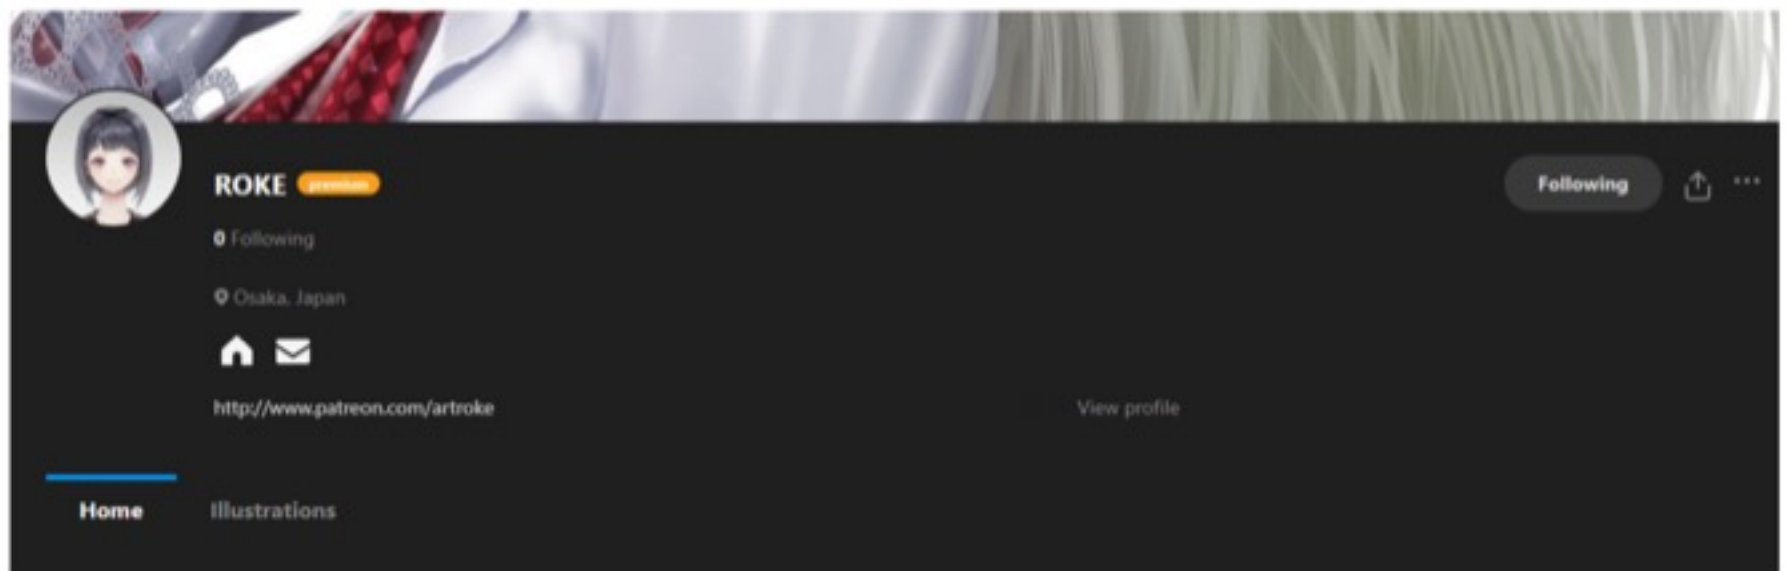 ROKE premium
Following
0 Following
Osaka, Japan
http://www.patreon.com/artroke
View profile
Home
Illustrations